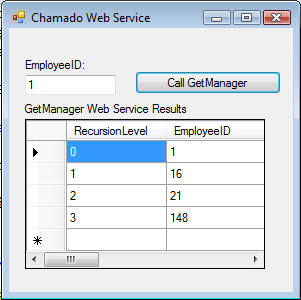 Chamado Web Service
EmployeeID:
1
Call GetManager
GetManager Web Service Results
RecursionLevel EmployeeID
0 1
1 16
2 21
3 148